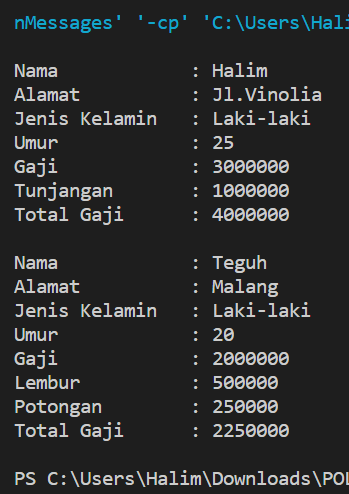 nMessages' '-cp' 'C:\Users\Hali
Nama : Halim
Alamat : Jl.Vinolia
Jenis Kelamin : Laki-laki
Umur : 25
Gaji : 3000000
Tunjangan : 1000000
Total Gaji : 4000000
Nama : Teguh
Alamat : Malang
Jenis Kelamin : Laki-laki
Umur : 20
Gaji : 2000000
Lembur : 500000
Potongan : 250000
Total Gaji : 2250000
PS C:\Users\Halim\Downloads\POL